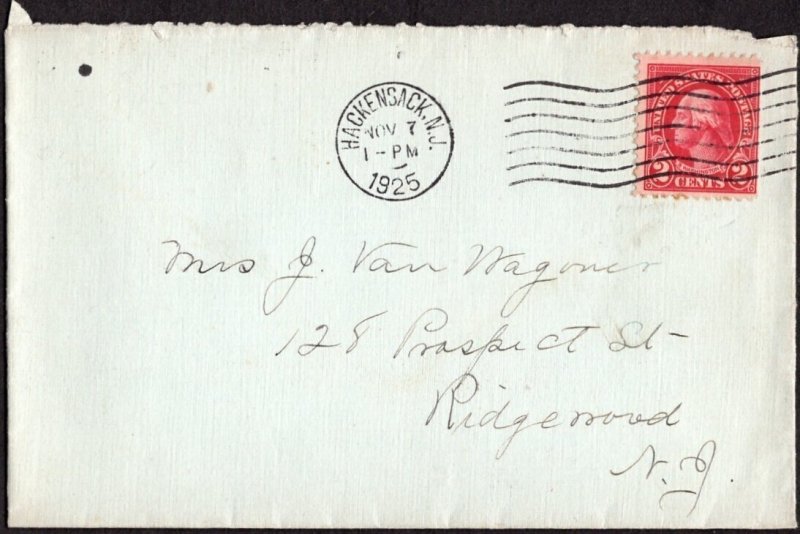 HACKENSACK, N.J.
NOV 7
1-PM
1925
UNITED STATES POSTAGE
2 CENTS 2
Mrs J. Van Wagoner
128 Prospect St
Ridgewood
N.J.